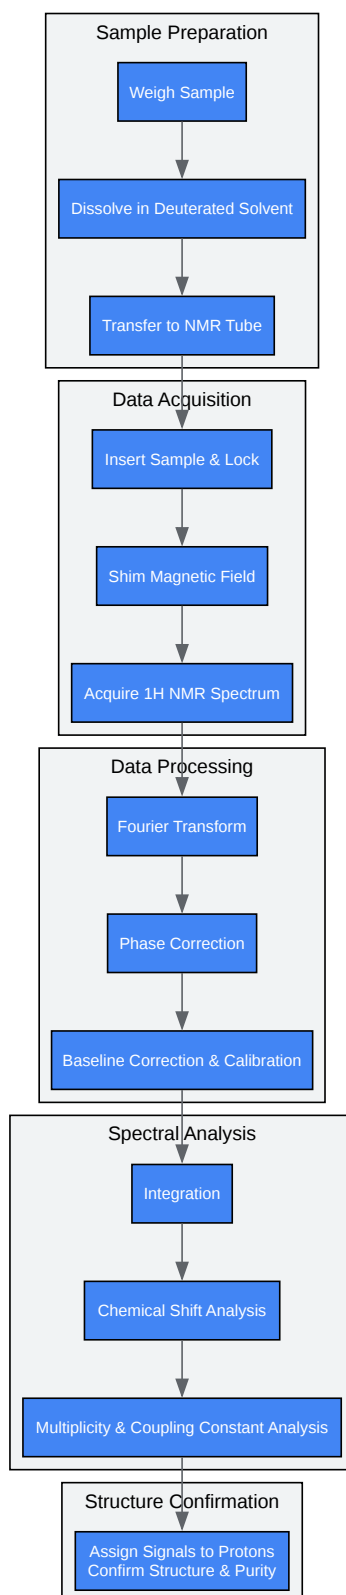 Sample Preparation
Weigh Sample
Dissolve in Deuterated Solvent
Transfer to NMR Tube
Data Acquisition
Insert Sample & Lock
Shim Magnetic Field
Acquire 1H NMR Spectrum
Data Processing
Fourier Transform
Phase Correction
Baseline Correction & Calibration
Spectral Analysis
Integration
Chemical Shift Analysis
Multiplicity & Coupling Constant Analysis
Structure Confirmation
Assign Signals to Protons
Confirm Structure & Purity